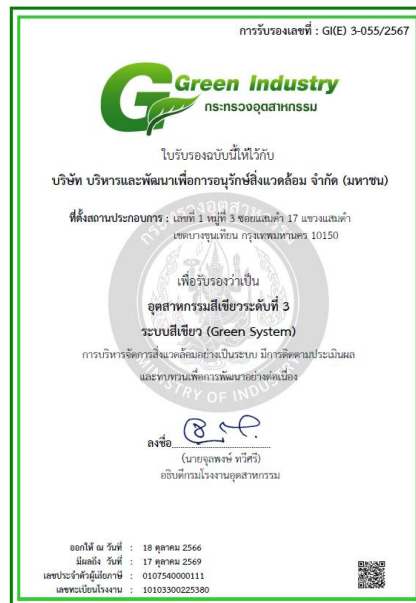 การรับรองเลขที่ : GI(E) 3-055/2567
Green Industry
กระทรวงอุตสาหกรรม
ใบรับรองฉบับนี้ให้ไว้กับ
บริษัท บริหารและพัฒนาเพื่อการอนุรักษ์สิ่งแวดล้อม จำกัด (มหาชน)
ที่ตั้งสถานประกอบการ : เลขที่ 1 หมู่ที่ 3 ซอยแสมดำ 17 แขวงแสมดำ
เขตบางขุนเทียน กรุงเทพมหานคร 10150
เพื่อรับรองว่าเป็น
อุตสาหกรรมสีเขียวระดับที่ 3
ระบบสีเขียว (Green System)
การบริหารจัดการสิ่งแวดล้อมอย่างเป็นระบบ มีการติดตามประเมินผล
และทบทวนเพื่อการพัฒนาอย่างต่อเนื่อง
กระทรวงอุตสาหกรรม
MINISTRY OF INDUSTRY
ลงชื่อ
(นายจุลพงษ์ ทวีศรี)
อธิบดีกรมโรงงานอุตสาหกรรม
ออกให้ ณ วันที่ : 18 ตุลาคม 2566
มีผลถึง วันที่ : 17 ตุลาคม 2569
เลขประจำตัวผู้เสียภาษี : 0107540000111
เลขทะเบียนโรงงาน : 10103300225380